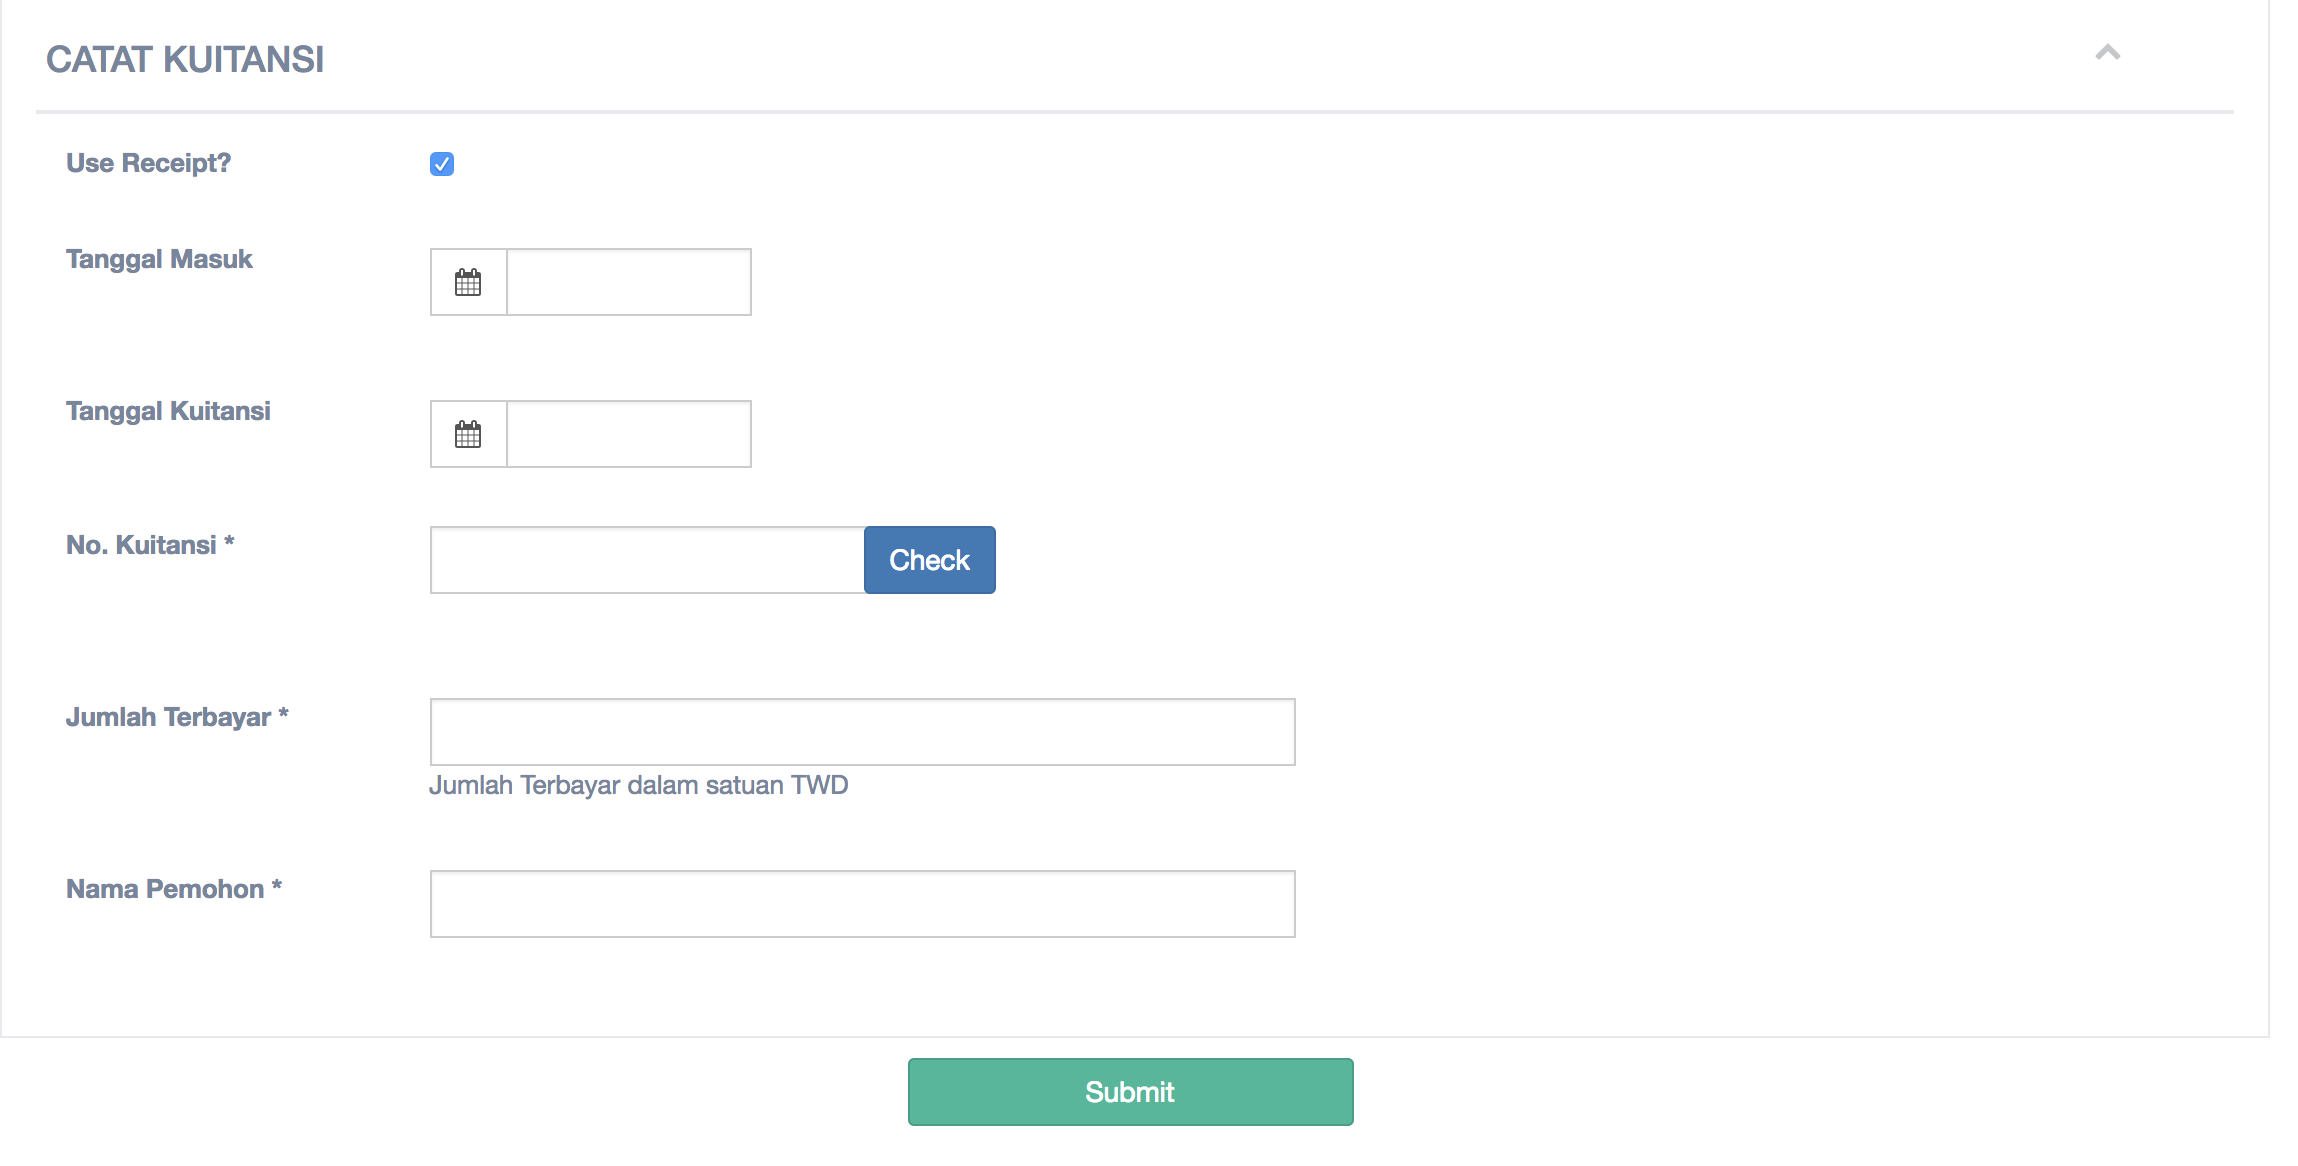 CATAT KUITANSI
Use Receipt?
Tanggal Masuk
Tanggal Kuitansi
No. Kuitansi *
Check
Jumlah Terbayar *
Jumlah Terbayar dalam satuan TWD
Nama Pemohon *
Submit